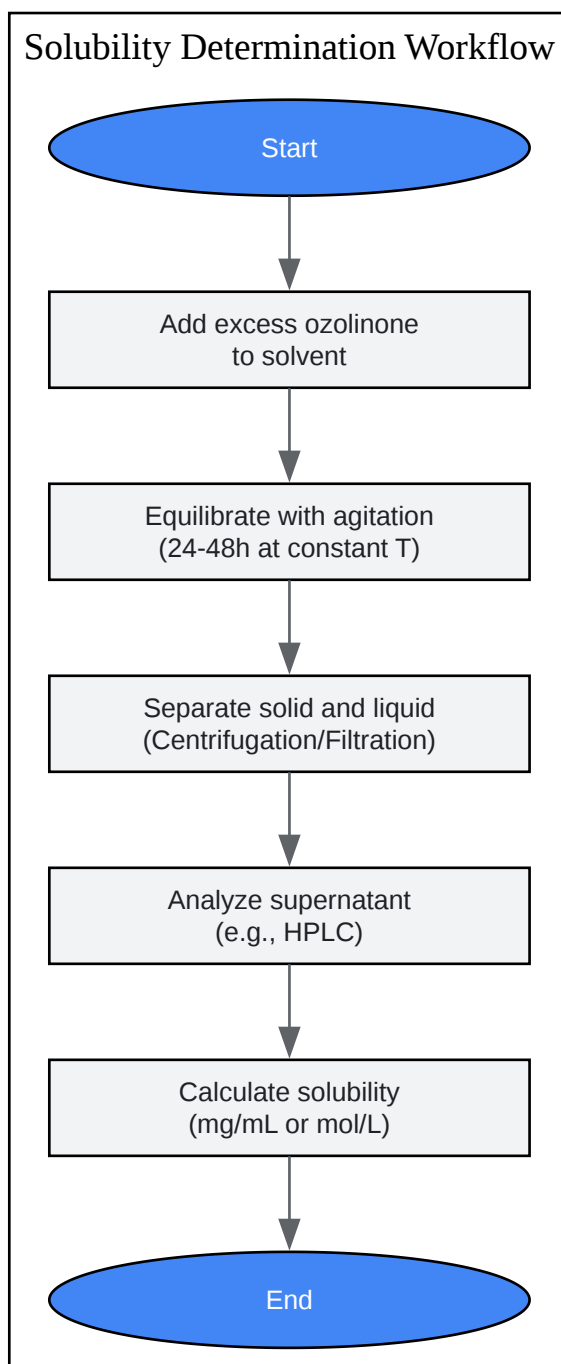 Solubility Determination Workflow
Start
Add excess ozolinone
to solvent
Equilibrate with agitation
(24-48h at constant T)
Separate solid and liquid
(Centrifugation/Filtration)
Analyze supernatant
(e.g., HPLC)
Calculate solubility
(mg/mL or mol/L)
End